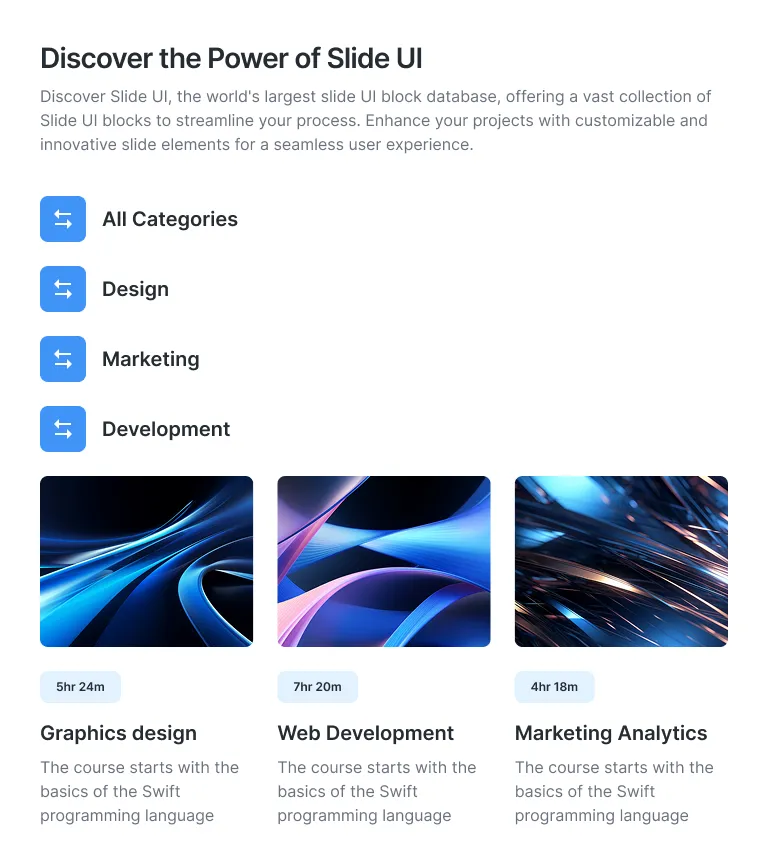 Discover the Power of Slide UI
Discover Slide UI, the world's largest slide UI block database, offering a vast collection of
Slide UI blocks to streamline your process. Enhance your projects with customizable and
innovative slide elements for a seamless user experience.
All Categories
Design
Marketing
Development
5hr 24m
Graphics design
The course starts with the
basics of the Swift
programming language
7hr 20m
Web Development
The course starts with the
basics of the Swift
programming language
4hr 18m
Marketing Analytics
The course starts with the
basics of the Swift
programming language